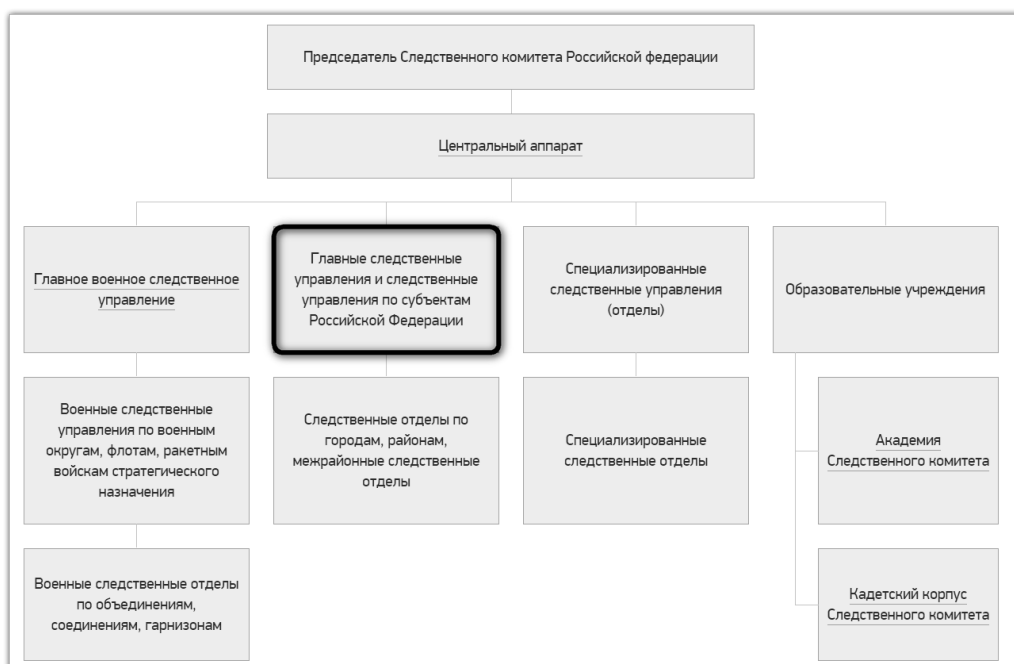 Председатель Следственного комитета Российской федерации
Центральный аппарат
Главное военное следственное
управление
Главные следственные
управления и следственные
управления по субъектам
Российской Федерации
Специализированные
следственные управления
(отделы)
Образовательные учреждения
Военные следственные
управления по военным
округам, флотам, ракетным
войскам стратегического
назначения
Следственные отделы по
городам, районам,
межрайонные следственные
отделы
Специализированные
следственные отделы
Академия
Следственного комитета
Военные следственные отделы
по объединениям,
соединениям, гарнизонам
Кадетский корпус
Следственного комитета